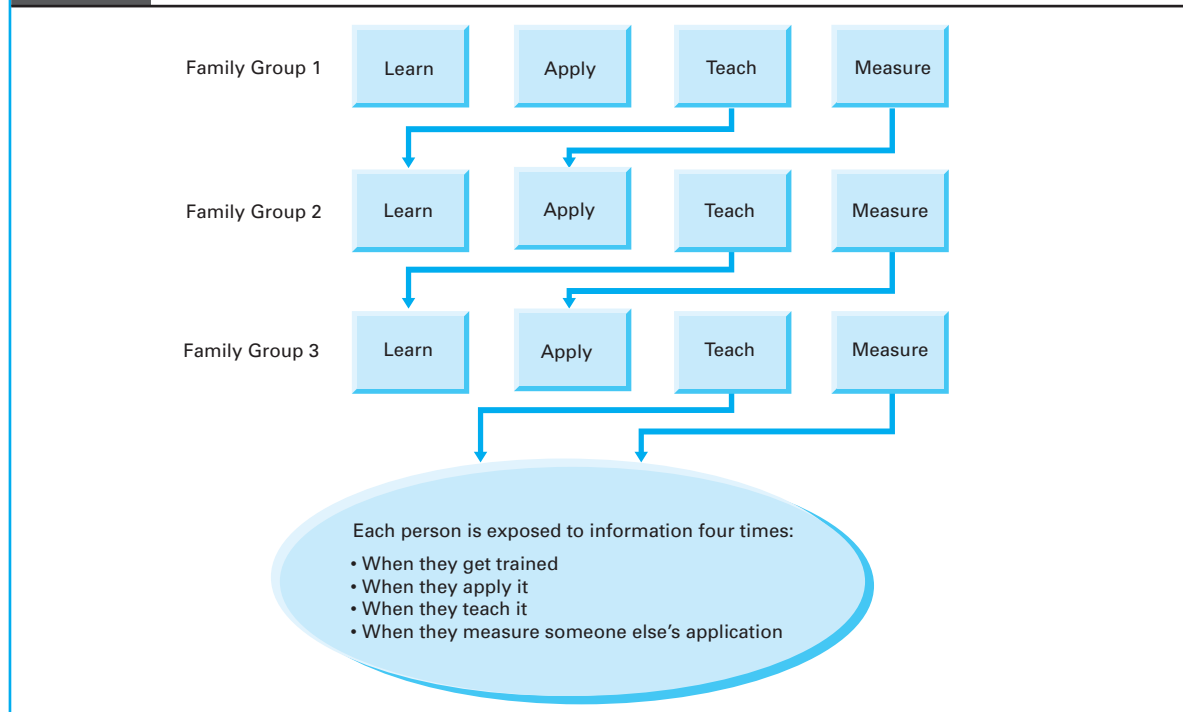 Family Group 1 Learn Apply Teach Measure
Family Group 2 Learn Apply Teach Measure
Family Group 3 Learn Apply Teach Measure
Each person is exposed to information four times:
• When they get trained
• When they apply it
• When they teach it
• When they measure someone else's application